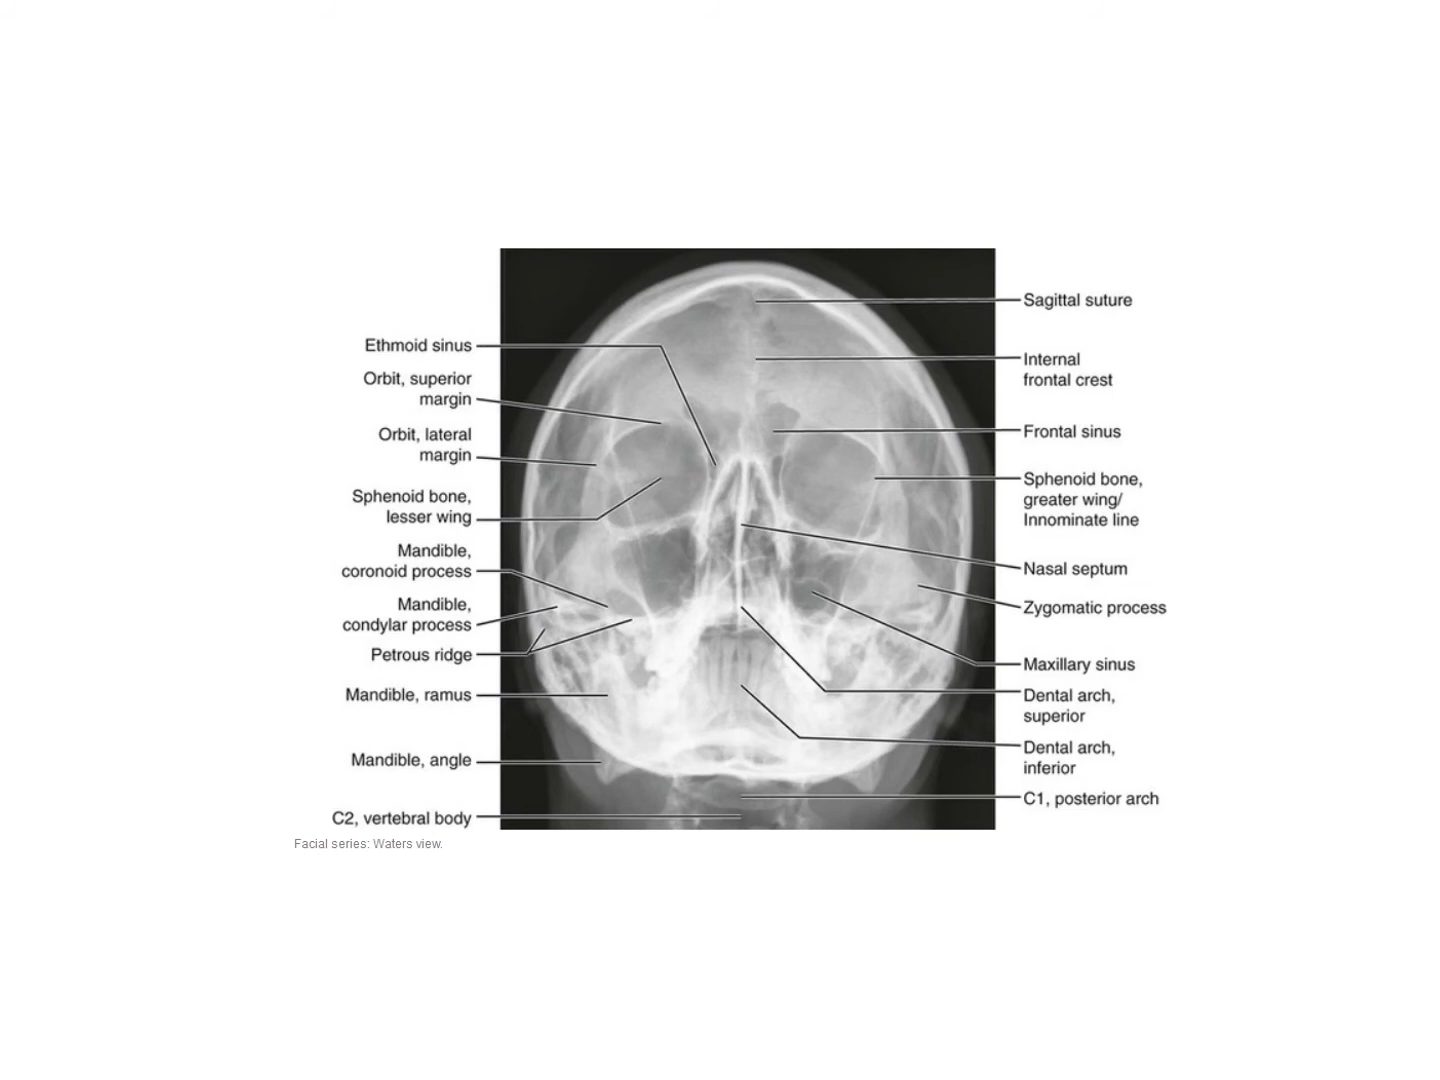 Ethmoid sinus
Orbit, superior
margin
Orbit, lateral
margin
Sphenoid bone,
lesser wing
Mandible,
coronoid process
Mandible,
condylar process
Petrous ridge
Mandible, ramus
Mandible, angle
C2, vertebral body
Sagittal suture
Internal
frontal crest
Frontal sinus
Sphenoid bone,
greater wing/
Innominate line
Nasal septum
Zygomatic process
Maxillary sinus
Dental arch,
superior
Dental arch,
inferior
C1, posterior arch
Facial series: Waters view.